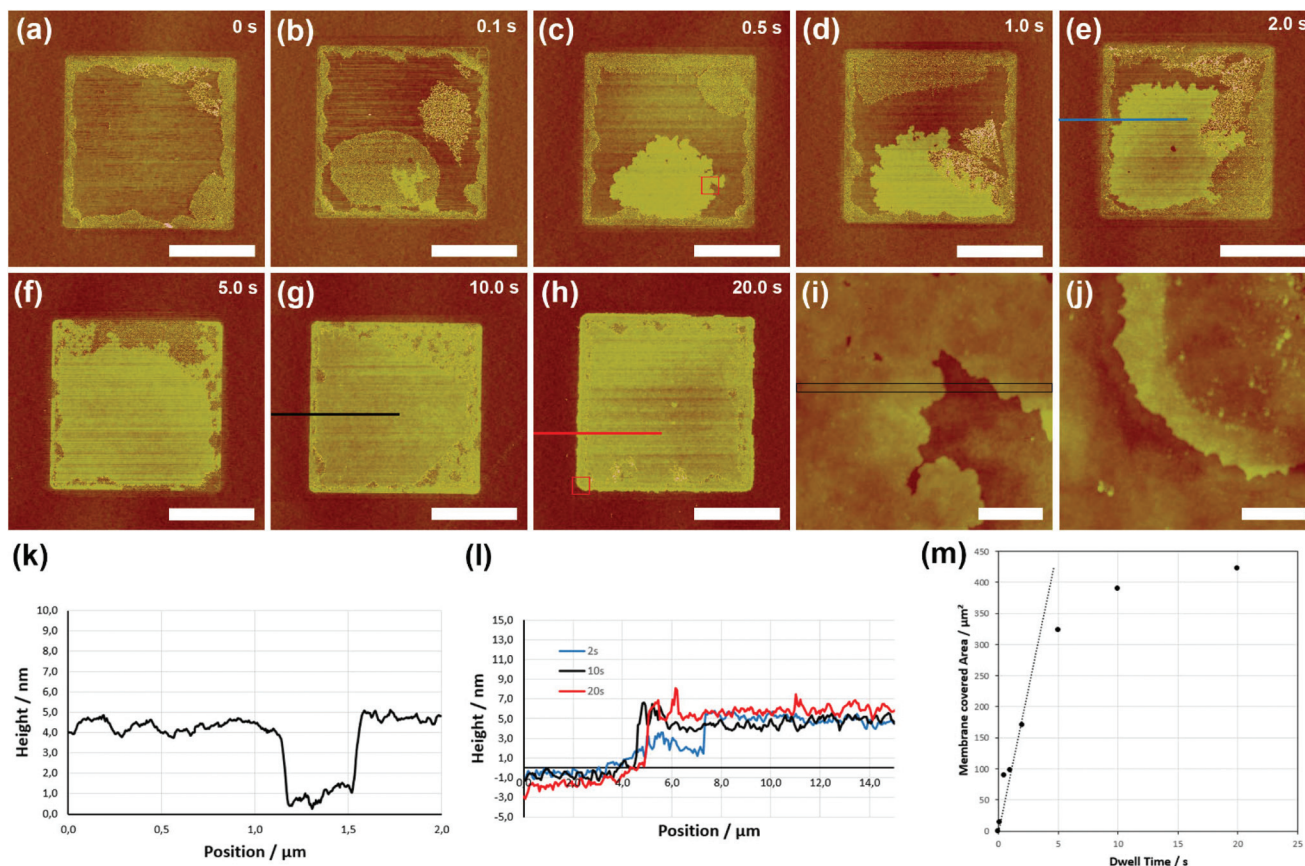 (a) 0 s
(b) 0.1 s
(c) 0.5 s
(d) 1.0 s
(e) 2.0 s
(f) 5.0 s
(g) 10.0 s
(h) 20.0 s
(i)
(j)
(k)
10,0
9,0
8,0
7,0
6,0
5,0
4,0
3,0
2,0
1,0
0,0
Height / nm
0,0 0,5 1,0 1,5 2,0
Position / µm
(l)
15,0
13,0
11,0
9,0
7,0
5,0
3,0
1,0
-1,0
-3,0
-5,0
Height / nm
2s
10s
20s
0,0 2,0 4,0 6,0 8,0 10,0 12,0 14,0
Position / µm
(m)
450
400
350
300
250
200
150
100
50
0
Membrane covered Area / µm²
0 5 10 15 20 25
Dwell Time / s